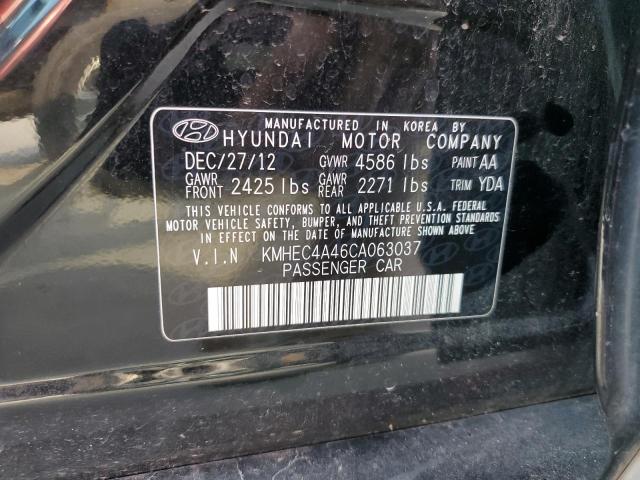 MANUFACTURED IN KOREA BY
HYUNDAI MOTOR COMPANY
DEC/27/12 GVWR 4586 lbs PAINT AA
GAWR FRONT 2425 lbs GAWR REAR 2271 lbs TRIM YDA
THIS VEHICLE CONFORMS TO ALL APPLICABLE U.S.A. FEDERAL
MOTOR VEHICLE SAFETY, BUMPER, AND THEFT PREVENTION STANDARDS
IN EFFECT ON THE DATE OF MANUFACTURE SHOWN ABOVE
V.I.N KMHEC4A46CA063037
PASSENGER CAR